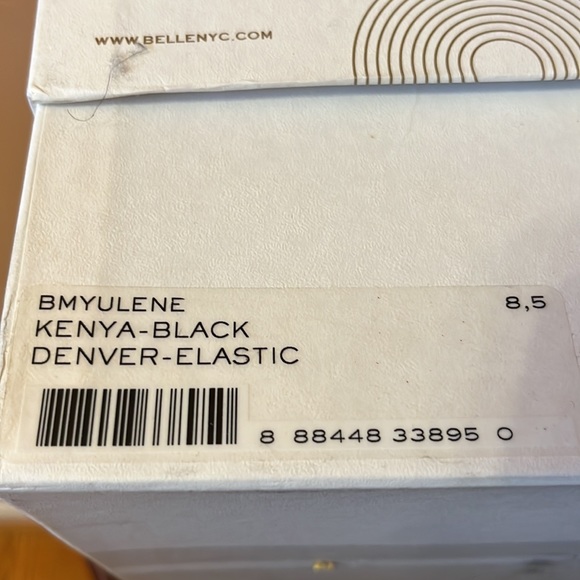 WWW.BELLENYC.COM
BMYULENE 8,5
KENYA-BLACK
DENVER-ELASTIC
8 88448 33895 0